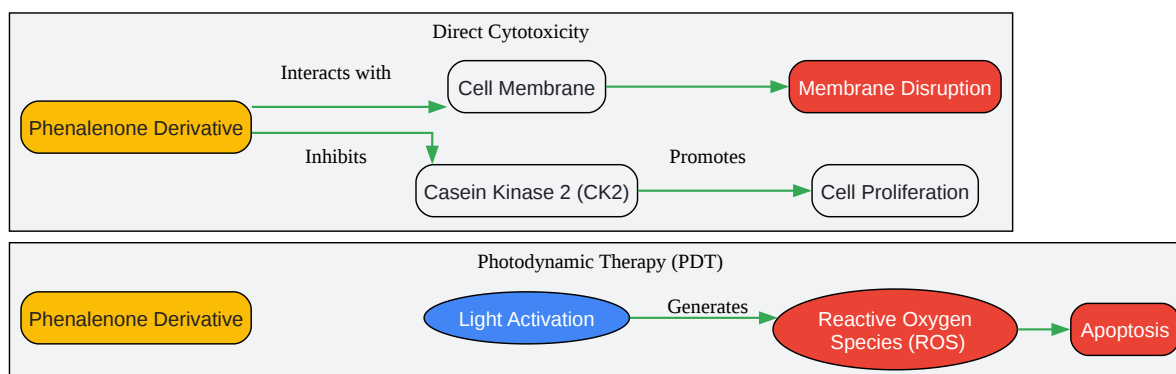 Direct Cytotoxicity
Interacts with
Cell Membrane
Membrane Disruption
Phenalenone Derivative
Inhibits
Promotes
Casein Kinase 2 (CK2)
Cell Proliferation
Photodynamic Therapy (PDT)
Phenalenone Derivative
Light Activation
Generates
Reactive Oxygen
Species (ROS)
Apoptosis